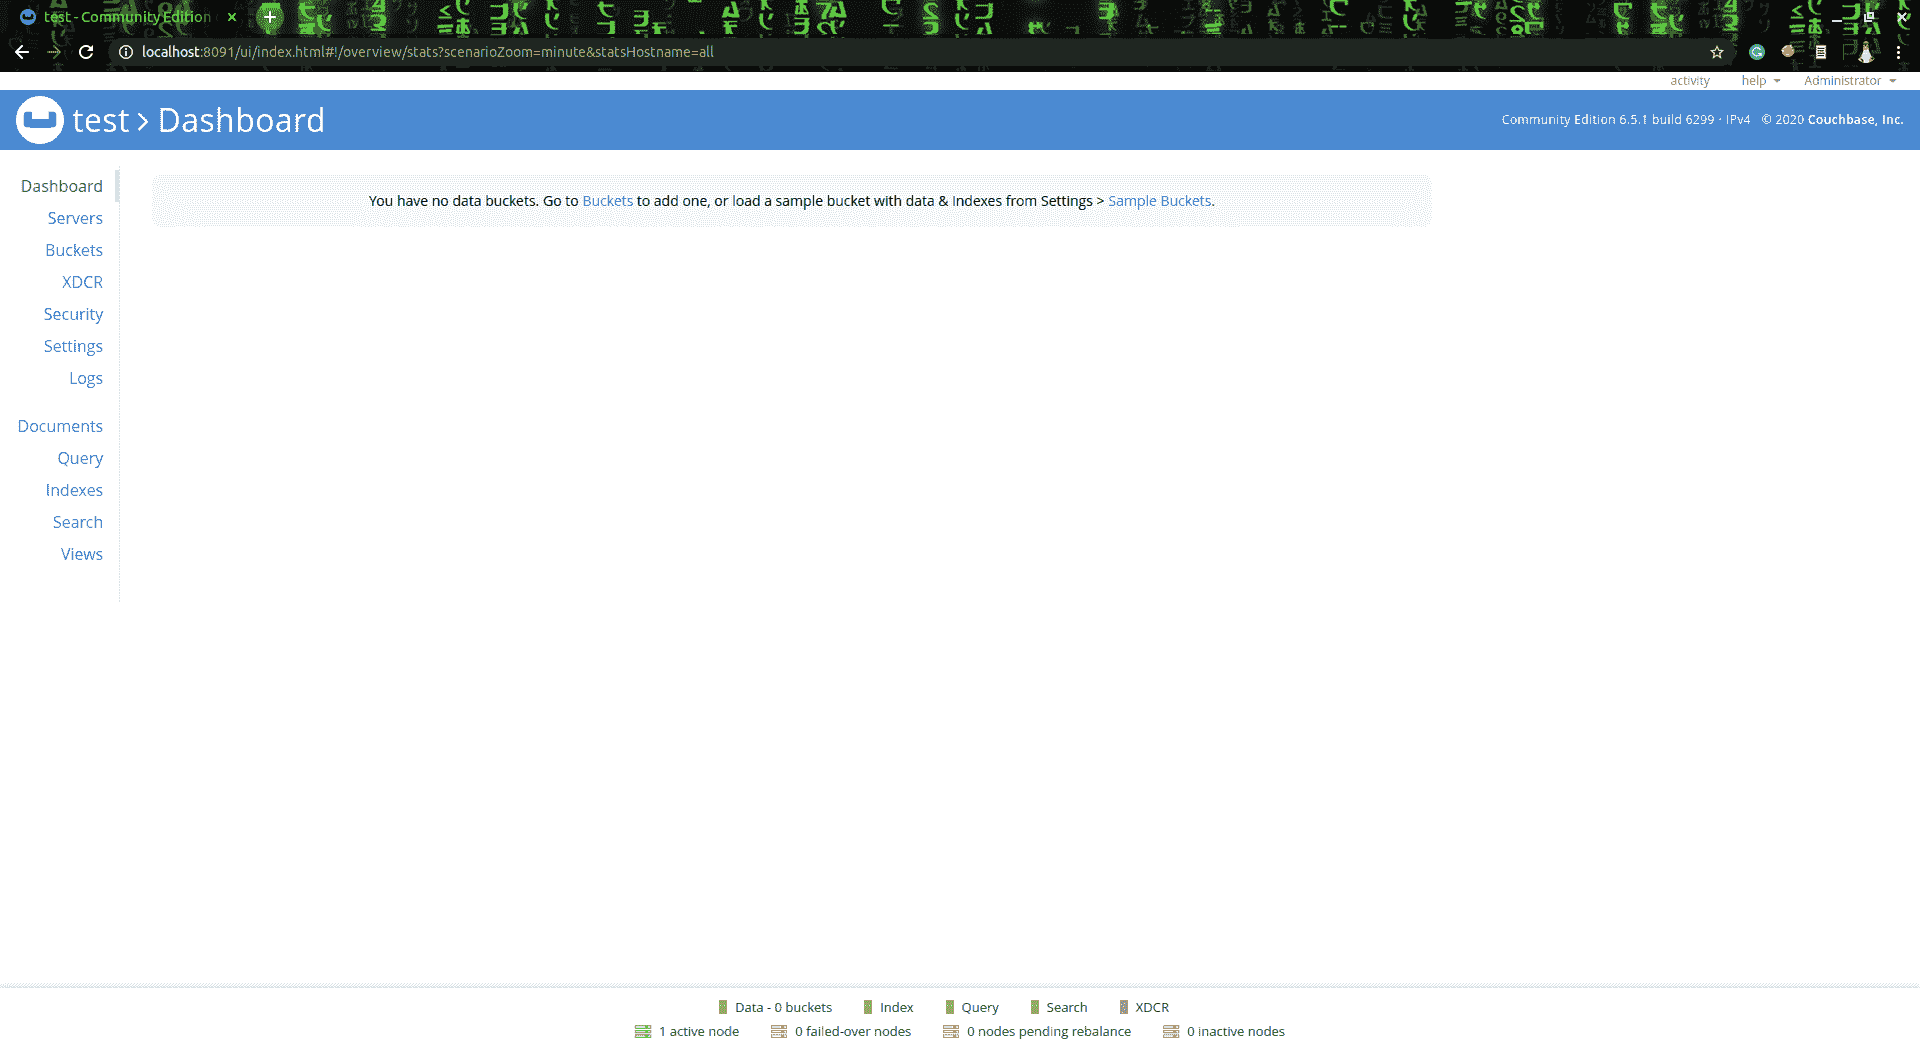 test - Community Edition
localhost:8091/ui/index.html#!/overview/stats?scenarioZoom=minute&statsHostname=all
activity help Administrator
test > Dashboard
Community Edition 6.5.1 build 6299 · IPv4 © 2020 Couchbase, Inc.
Dashboard
Servers
Buckets
XDCR
Security
Settings
Logs
Documents
Query
Indexes
Search
Views
You have no data buckets. Go to Buckets to add one, or load a sample bucket with data & Indexes from Settings > Sample Buckets.
Data - 0 buckets Index Query Search XDCR
1 active node 0 failed-over nodes 0 nodes pending rebalance 0 inactive nodes